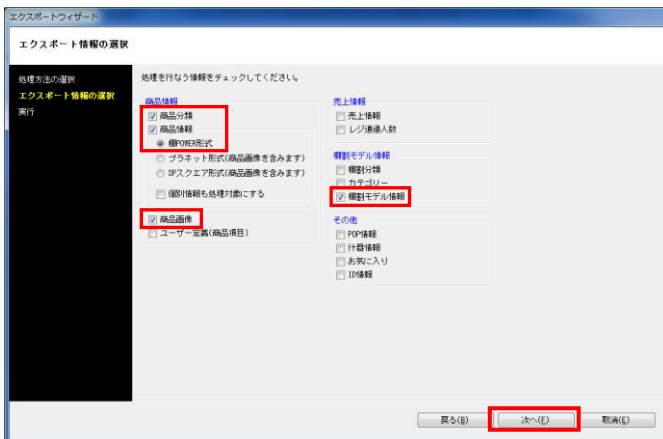 エクスポートウィザード
エクスポート情報の選択
処理方法の選択
エクスポート情報の選択
実行
処理を行なう情報をチェックしてください。
商品情報
商品分類
商品情報
棚POWER形式
プラネット形式(商品画像を含みます)
SPスクエア形式(商品画像を含みます)
個別情報も処理対象にする
商品画像
ユーザー定義(商品項目)
売上情報
売上情報
レジ通過人数
棚割モデル情報
棚割分類
カテゴリー
棚割モデル情報
その他
POP情報
什器情報
お気に入り
ID情報
戻る(B)
次へ(F)
取消(E)